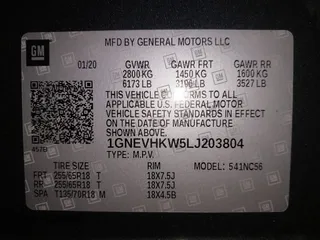 GM
MFD BY GENERAL MOTORS LLC
01/20 GVWR GAWR FRT GAWR RR
2800 KG 1450 KG 1600 KG
6173 LB 3196 LB 3527 LB
THIS VEHICLE CONFORMS TO ALL
APPLICABLE U.S. FEDERAL MOTOR
VEHICLE SAFETY STANDARDS IN EFFECT
ON THE DATE OF MANUFACTURE
SHOWN ABOVE.
1GNEVHKW5LJ203804
TYPE: M.P.V. MODEL: 541NC56
TIRE SIZE RIM
FRT 255/65R18 T 18X7.5J
RR 255/65R18 T 18X7.5J
SPA T135/70R18 M 18X4.5B